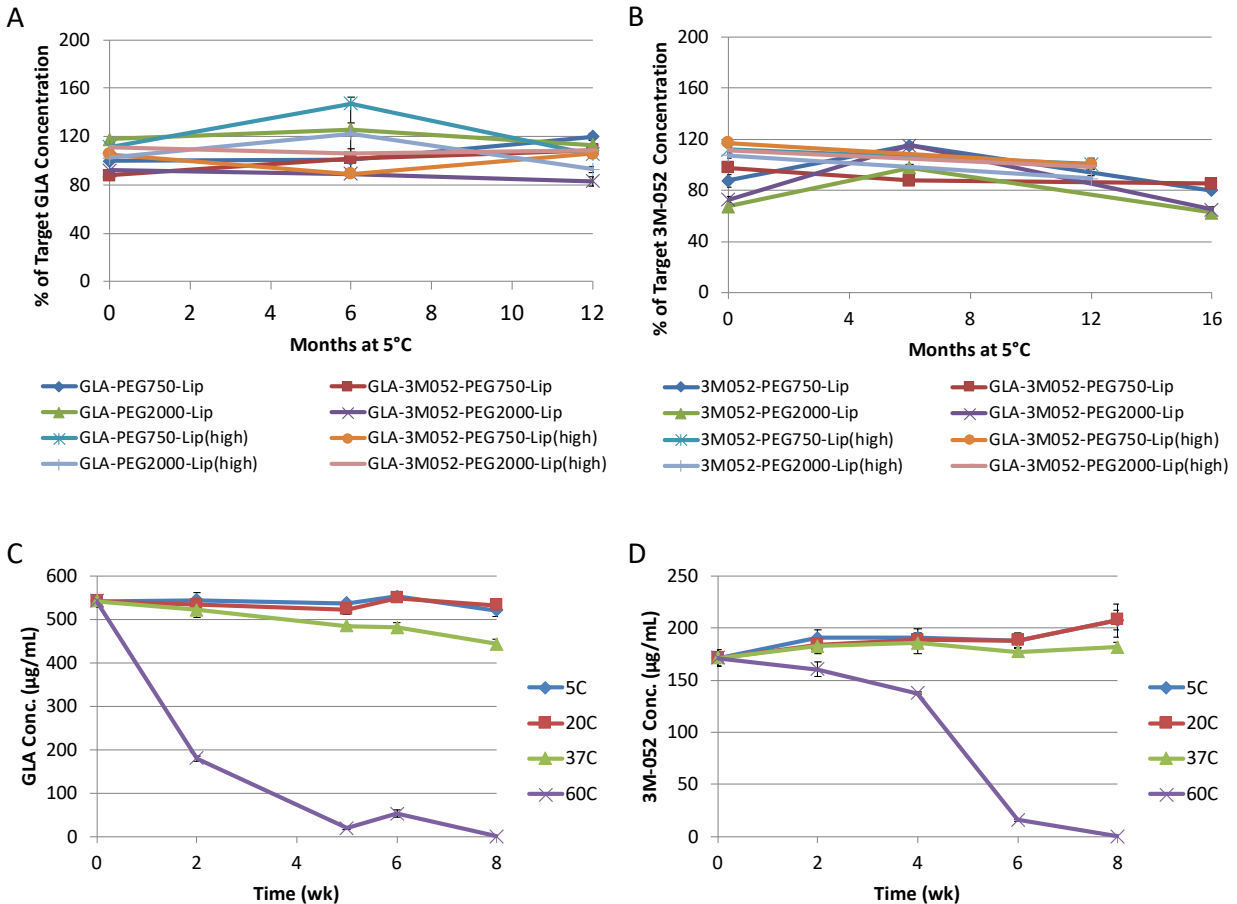 A
% of Target GLA Concentration
200
160
120
80
40
0
0 2 4 6 8 10 12
Months at 5°C
GLA-PEG750-Lip GLA-3M052-PEG750-Lip
GLA-PEG2000-Lip GLA-3M052-PEG2000-Lip
GLA-PEG750-Lip(high) GLA-3M052-PEG750-Lip(high)
GLA-PEG2000-Lip(high) GLA-3M052-PEG2000-Lip(high)
B
% of Target 3M-052 Concentration
200
160
120
80
40
0
0 4 8 12 16
Months at 5°C
3M052-PEG750-Lip GLA-3M052-PEG750-Lip
3M052-PEG2000-Lip GLA-3M052-PEG2000-Lip
3M052-PEG750-Lip(high) GLA-3M052-PEG750-Lip(high)
3M052-PEG2000-Lip(high) GLA-3M052-PEG2000-Lip(high)
C
GLA Conc. (µg/mL)
600
500
400
300
200
100
0
0 2 4 6 8
Time (wk)
5C
20C
37C
60C
D
3M-052 Conc. (µg/mL)
250
200
150
100
50
0
0 2 4 6 8
Time (wk)
5C
20C
37C
60C